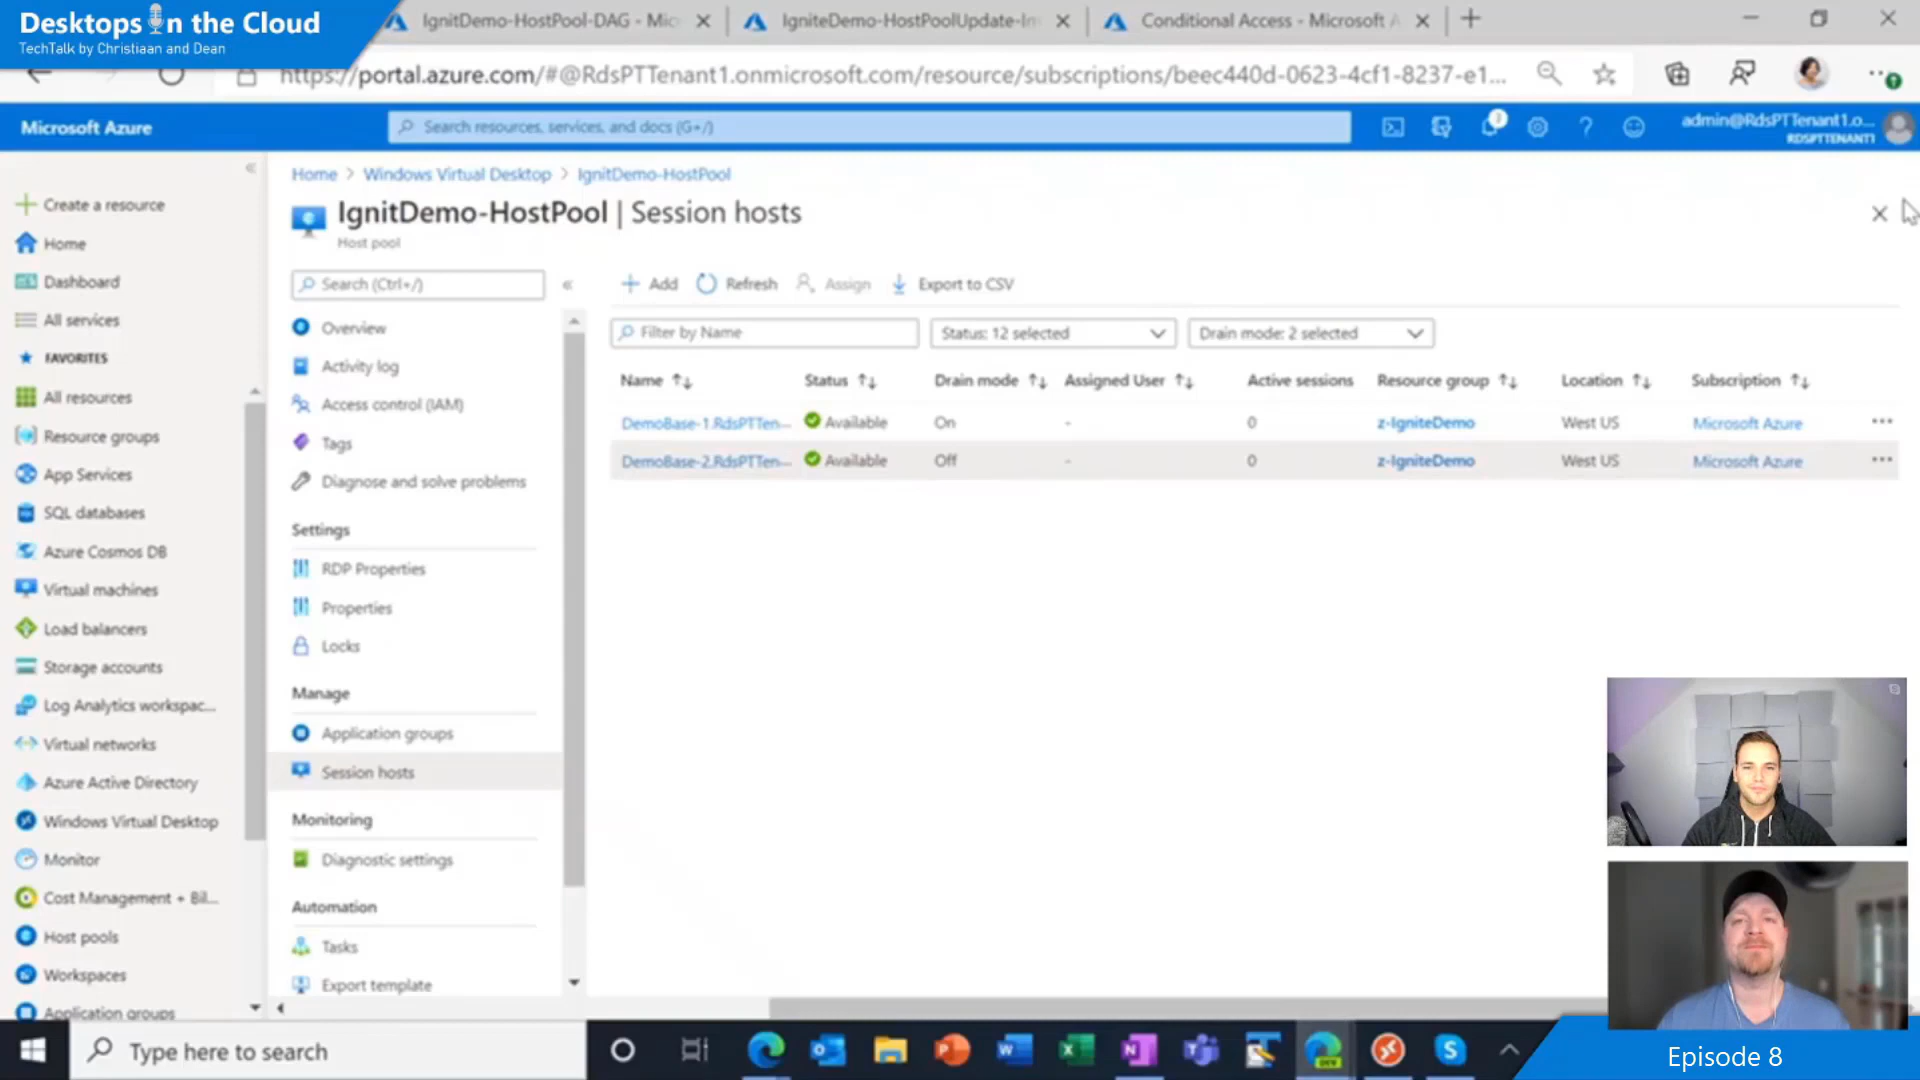 Desktops in the Cloud
TechTalk by Christiaan and Dean
IgnitDemo-HostPool-DAG - Mic
IgniteDemo-HostPoolUpdate-Im
Conditional Access - Microsoft A
https://portal.azure.com/#@RdsPTTenant1.onmicrosoft.com/resource/subscriptions/beec440d-0623-4cf1-8237-e1...
Microsoft Azure
Search resources, services, and docs (G+/)
admin@RdsPTTenant1.o...
RDSPTTENANT1
Home > Windows Virtual Desktop > IgnitDemo-HostPool
IgnitDemo-HostPool | Session hosts
Host pool
Create a resource
Home
Dashboard
All services
FAVORITES
All resources
Resource groups
App Services
SQL databases
Azure Cosmos DB
Virtual machines
Load balancers
Storage accounts
Log Analytics workspac...
Virtual networks
Azure Active Directory
Windows Virtual Desktop
Monitor
Cost Management + Bil...
Host pools
Workspaces
Application groups
Search (Ctrl+/)
Overview
Activity log
Access control (IAM)
Tags
Diagnose and solve problems
Settings
RDP Properties
Properties
Locks
Manage
Application groups
Session hosts
Monitoring
Diagnostic settings
Automation
Tasks
Export template
Add Refresh Assign Export to CSV
Filter by Name Status: 12 selected Drain mode: 2 selected
Name Status Drain mode Assigned User Active sessions Resource group Location Subscription
DemoBase-1.RdsPTTen... Available On - 0 z-IgniteDemo West US Microsoft Azure
DemoBase-2.RdsPTTen... Available Off - 0 z-IgniteDemo West US Microsoft Azure
Type here to search
Episode 8